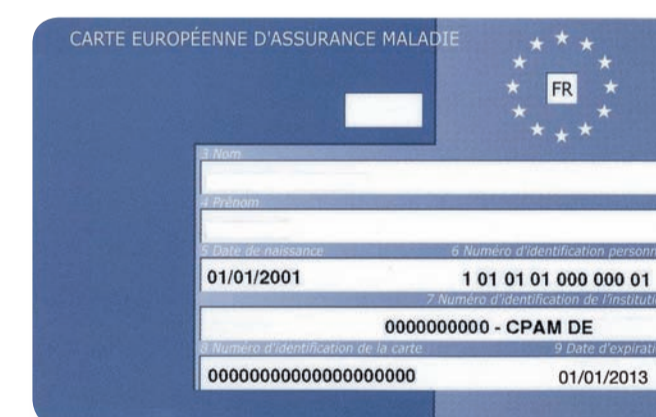 CARTE EUROPÉENNE D'ASSURANCE MALADIE
FR
3 Nom
4 Prénom
5 Date de naissance 6 Numéro d'identification personn
01/01/2001 1 01 01 01 000 000 01
7 Numéro d'identification de l'instituti
0000000000 - CPAM DE
8 Numéro d'identification de la carte 9 Date d'expirati
00000000000000000000 01/01/2013